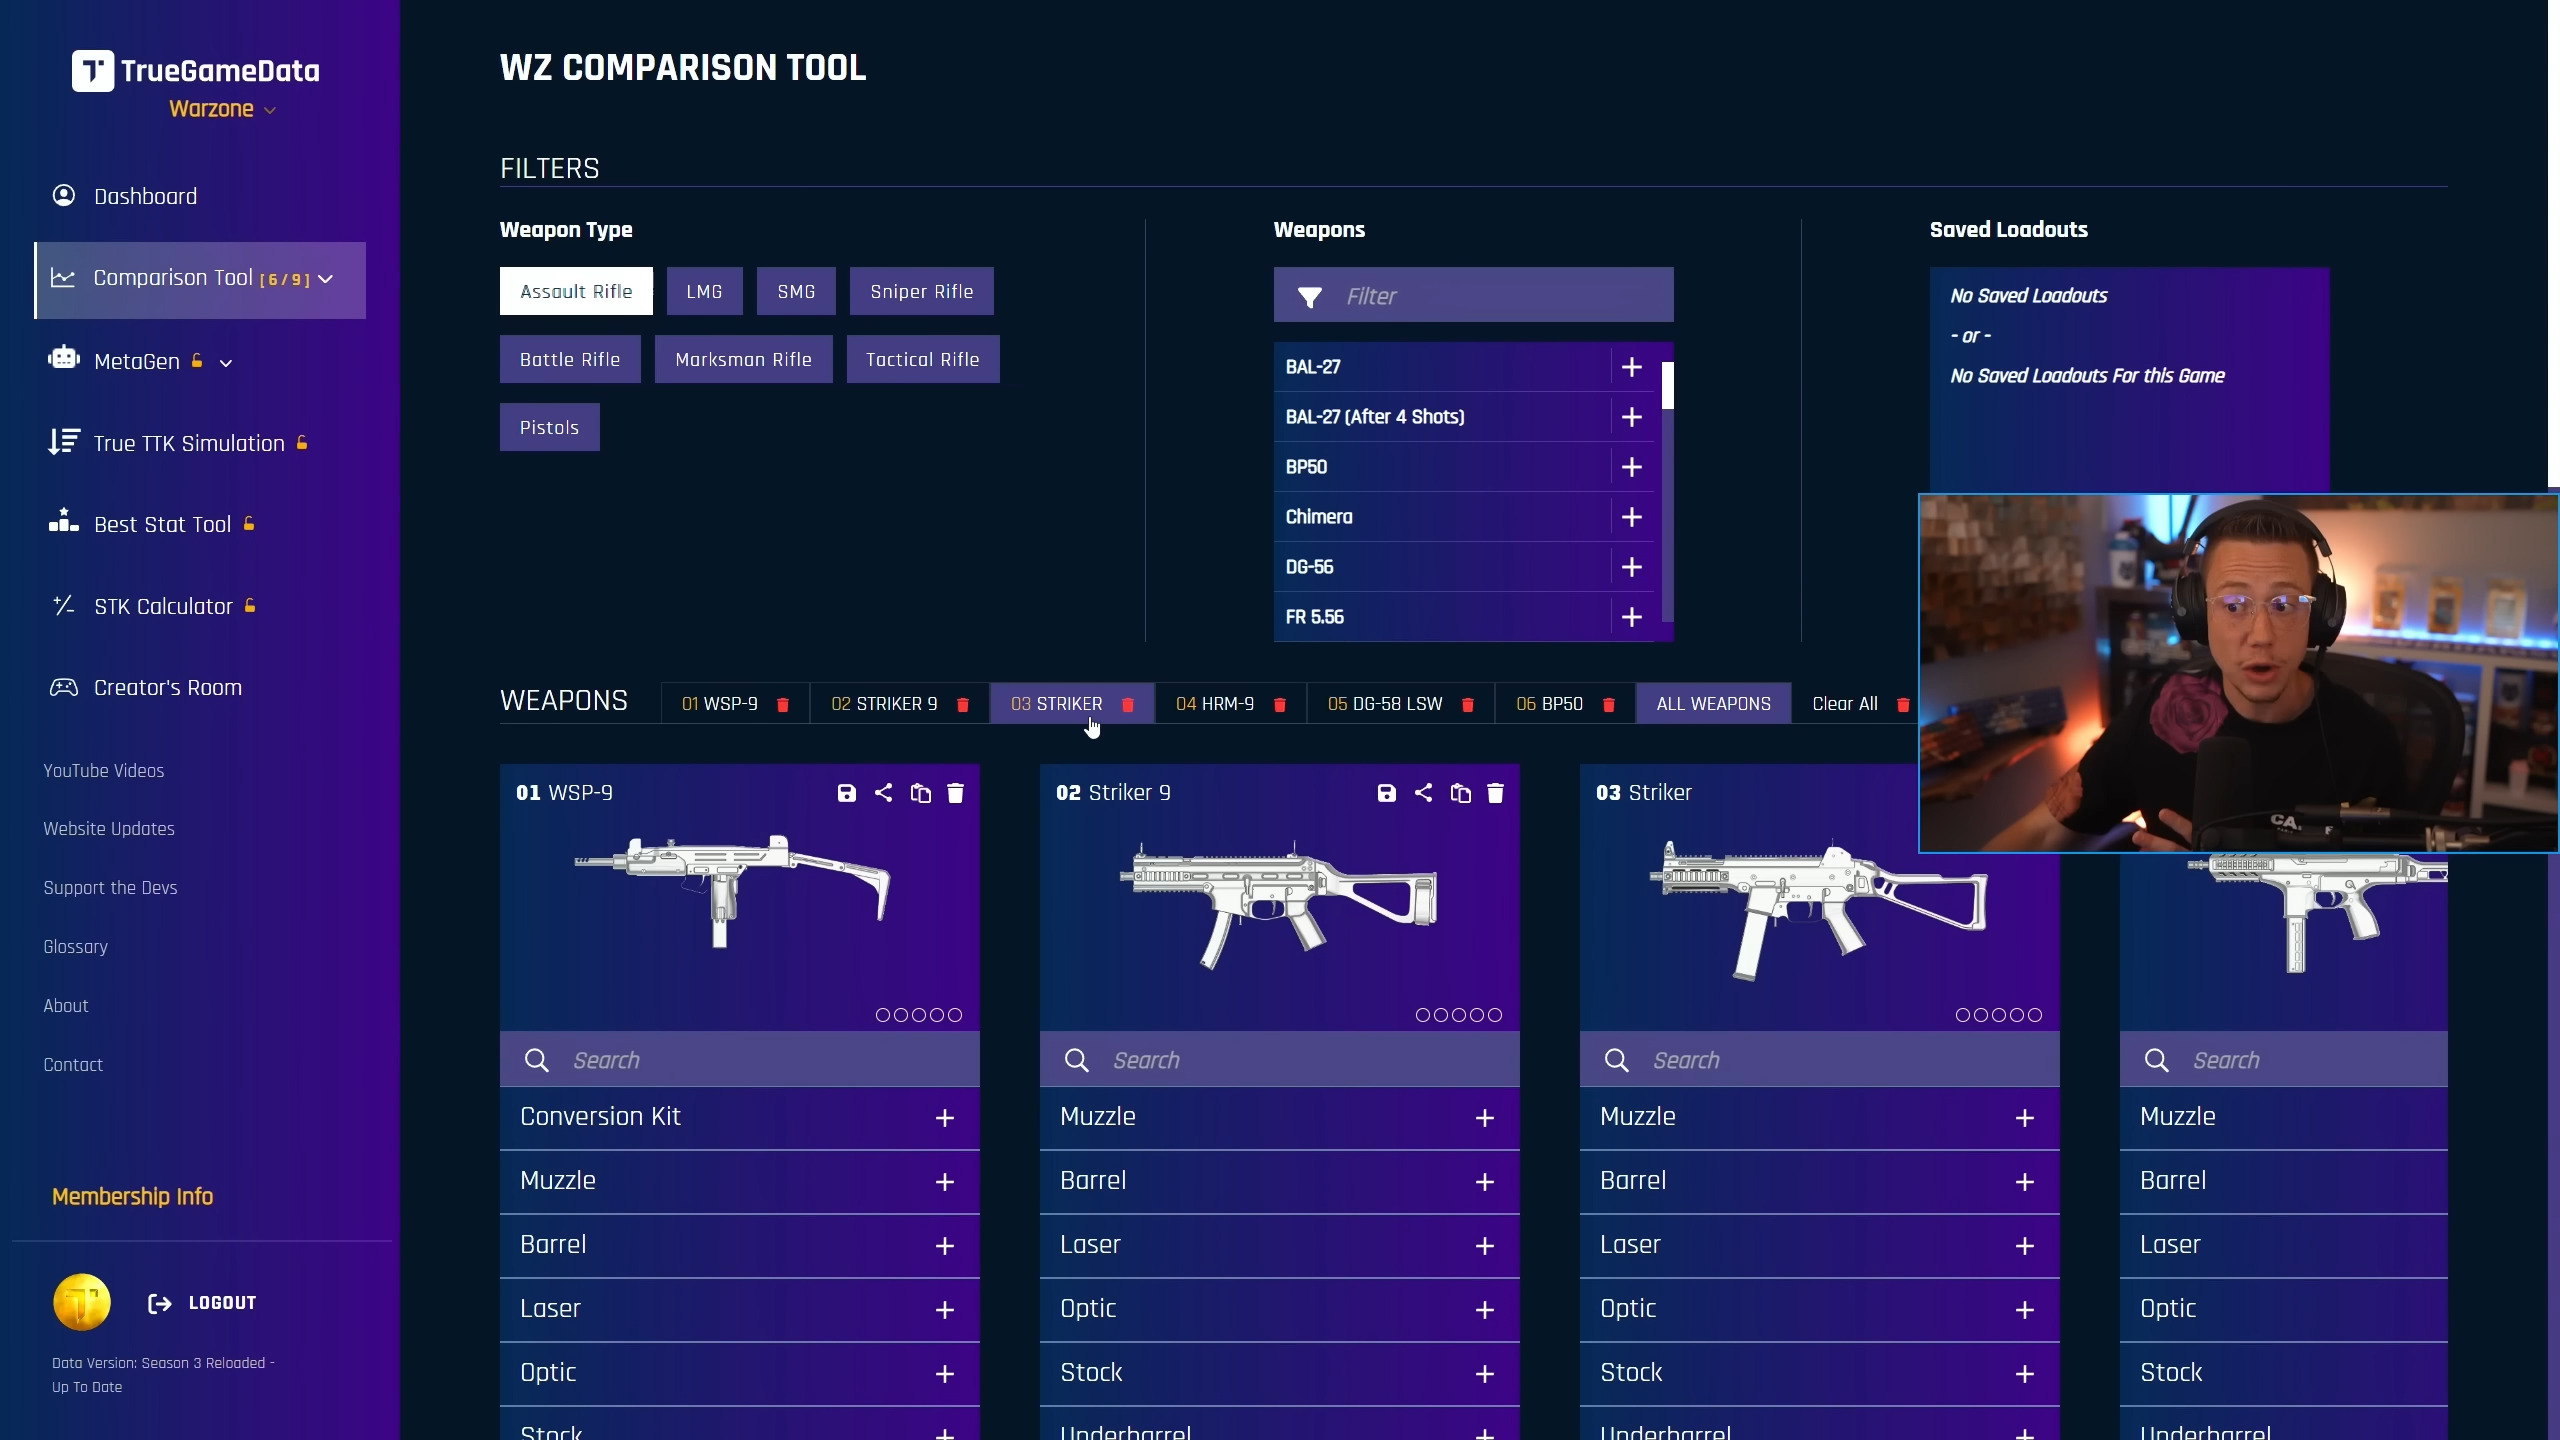 TrueGameData
Warzone
Dashboard
Comparison Tool [6/9]
MetaGen
True TTK Simulation
Best Stat Tool
STK Calculator
Creator's Room
YouTube Videos
Website Updates
Support the Devs
Glossary
About
Contact
Membership Info
LOGOUT
Data Version: Season 3 Reloaded -
Up To Date
WZ COMPARISON TOOL
FILTERS
Weapon Type
Assault Rifle LMG SMG Sniper Rifle
Battle Rifle Marksman Rifle Tactical Rifle
Pistols
Weapons
Filter
BAL-27
BAL-27 (After 4 Shots)
BP50
Chimera
DG-56
FR 5.56
Saved Loadouts
No Saved Loadouts
- or -
No Saved Loadouts For this Game
WEAPONS 01 WSP-9 02 STRIKER 9 03 STRIKER 04 HRM-9 05 DG-58 LSW 06 BP50 ALL WEAPONS Clear All
01 WSP-9
Search
Conversion Kit
Muzzle
Barrel
Laser
Optic
Stock
02 Striker 9
Search
Muzzle
Barrel
Laser
Optic
Stock
Underbarrel
03 Striker
Search
Muzzle
Barrel
Laser
Optic
Stock
Underbarrel
Search
Muzzle
Barrel
Laser
Optic
Stock
Underbarrel